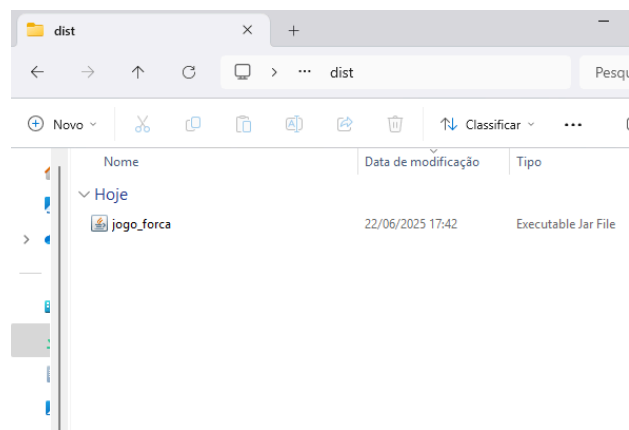 dist
dist
Pesqu
Novo
Classificar
Nome
Data de modificação
Tipo
Hoje
jogo_forca
22/06/2025 17:42
Executable Jar File